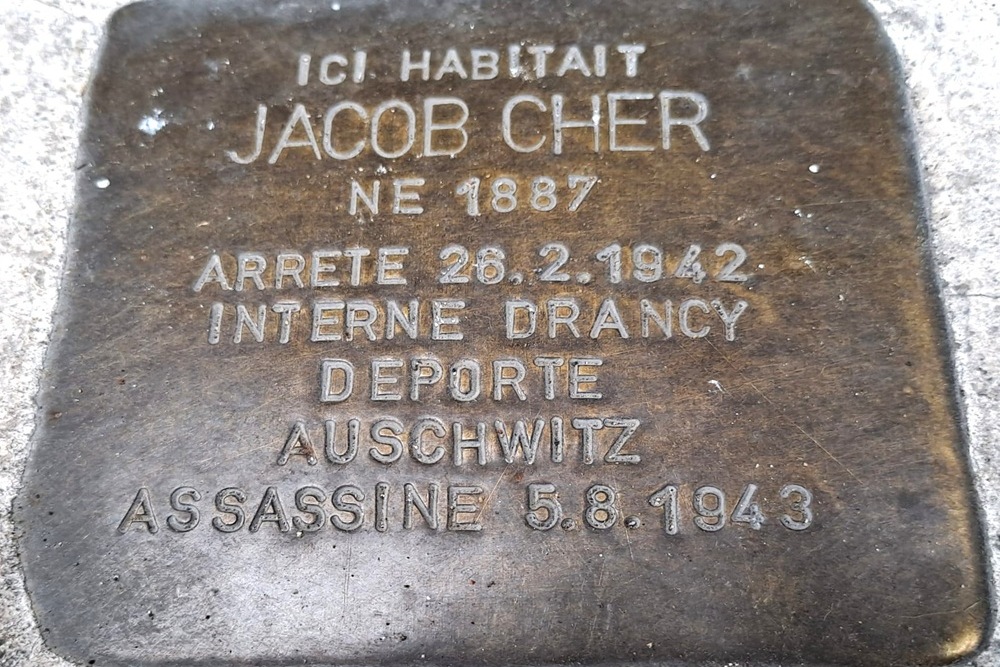 ICI HABITAIT
JACOB CHER
NE 1887
ARRETE 26.2.1942
INTERNE DRANCY
DEPORTE
AUSCHWITZ
ASSASSINE 5.8.1943